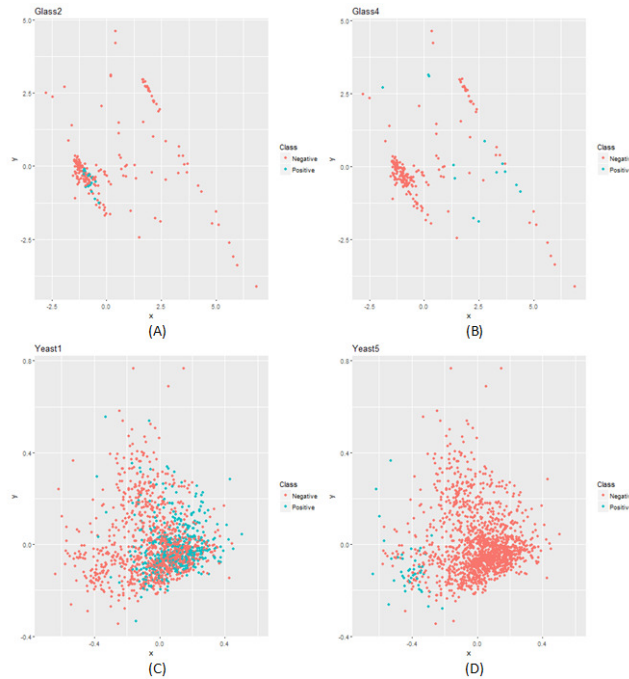 Glass2
5.0
2.5
0.0
-2.5
y
-2.5
0.0
2.5
5.0
x
Class
Negative
Positive
(A)
Glass4
5.0
2.5
0.0
-2.5
y
-2.5
0.0
2.5
5.0
x
Class
Negative
Positive
(B)
Yeast1
0.8
0.4
0.0
-0.4
y
-0.4
0.0
0.4
x
Class
Negative
Positive
(C)
Yeast5
0.8
0.4
0.0
-0.4
y
-0.4
0.0
0.4
x
Class
Negative
Positive
(D)